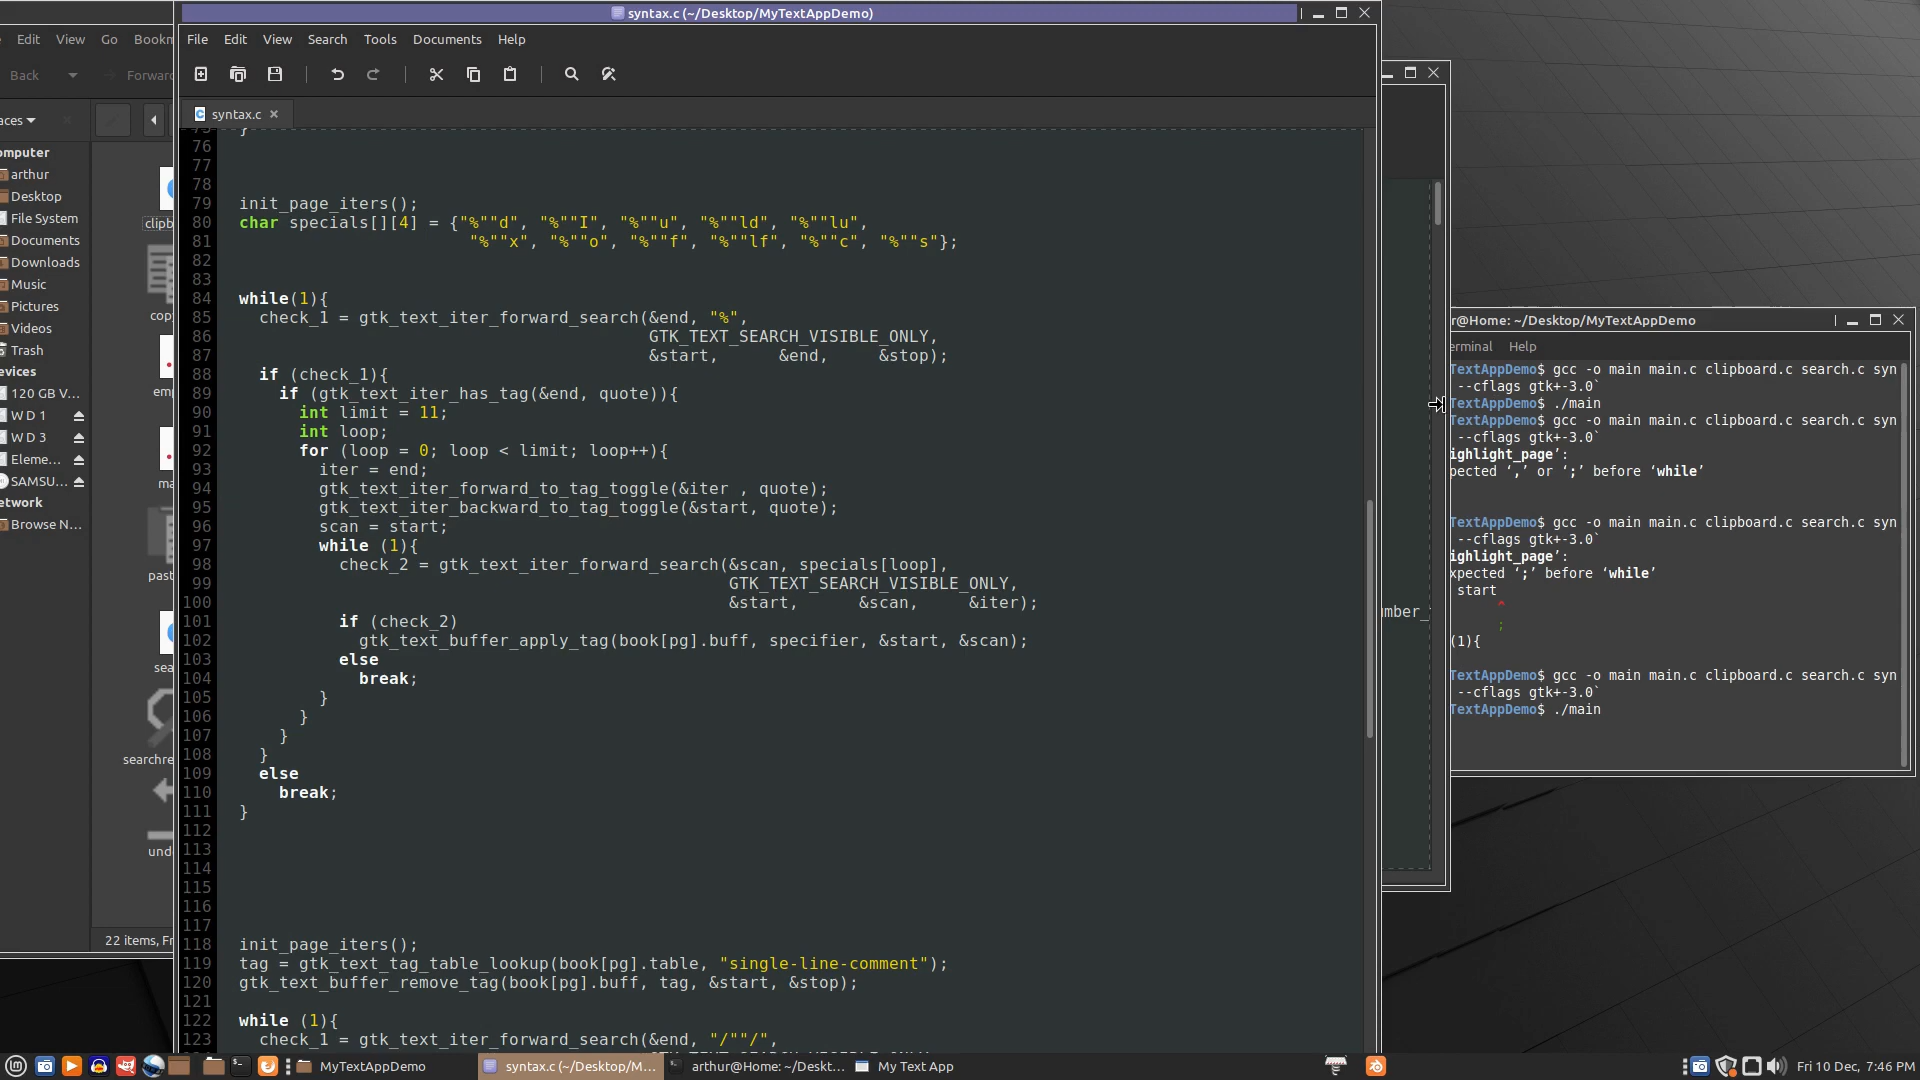 syntax.c (~/Desktop/MyTextAppDemo)
File Edit View Search Tools Documents Help
syntax.c
76
77
78
79 init_page_iters();
80 char specials[][4] = {"%""d", "%""I", "%""u", "%""ld", "%""lu",
81 "%""x", "%""o", "%""f", "%""lf", "%""c", "%""s"};
82
83
84 while(1){
85 check_1 = gtk_text_iter_forward_search(&end, "%",
86 GTK_TEXT_SEARCH_VISIBLE_ONLY,
87 &start, &end, &stop);
88 if (check_1){
89 if (gtk_text_iter_has_tag(&end, quote)){
90 int limit = 11;
91 int loop;
92 for (loop = 0; loop < limit; loop++){
93 iter = end;
94 gtk_text_iter_forward_to_tag_toggle(&iter , quote);
95 gtk_text_iter_backward_to_tag_toggle(&start, quote);
96 scan = start;
97 while (1){
98 check_2 = gtk_text_iter_forward_search(&scan, specials[loop],
99 GTK_TEXT_SEARCH_VISIBLE_ONLY,
100 &start, &scan, &iter);
101 if (check_2)
102 gtk_text_buffer_apply_tag(book[pg].buff, specifier, &start, &scan);
103 else
104 break;
105 }
106 }
107 }
108 }
109 else
110 break;
111 }
112
113
114
115
116
117
118 init_page_iters();
119 tag = gtk_text_tag_table_lookup(book[pg].table, "single-line-comment");
120 gtk_text_buffer_remove_tag(book[pg].buff, tag, &start, &stop);
121
122 while (1){
123 check_1 = gtk_text_iter_forward_search(&end, "/""/",
Edit View Go Bookm
Back Forward
aces
omputer
arthur
Desktop
File System
Documents
Downloads
Music
Pictures
Videos
Trash
evices
120 GB V...
W D 1
W D 3
Eleme...
SAMSU...
etwork
Browse N...
clipb
cop
emp
ma
past
sea
searchre
und
22 items, Fr
umber_
r@Home: ~/Desktop/MyTextAppDemo
erminal Help
TextAppDemo$ gcc -o main main.c clipboard.c search.c syn
--cflags gtk+-3.0`
TextAppDemo$ ./main
TextAppDemo$ gcc -o main main.c clipboard.c search.c syn
--cflags gtk+-3.0`
ighlight_page’:
pected ‘,’ or ‘;’ before ‘while’
TextAppDemo$ gcc -o main main.c clipboard.c search.c syn
--cflags gtk+-3.0`
ighlight_page’:
xpected ‘;’ before ‘while’
start
^
;
(1){
TextAppDemo$ gcc -o main main.c clipboard.c search.c syn
--cflags gtk+-3.0`
TextAppDemo$ ./main
MyTextAppDemo
syntax.c (~/Desktop/M...
arthur@Home: ~/Deskt...
My Text App
Fri 10 Dec, 7:46 PM